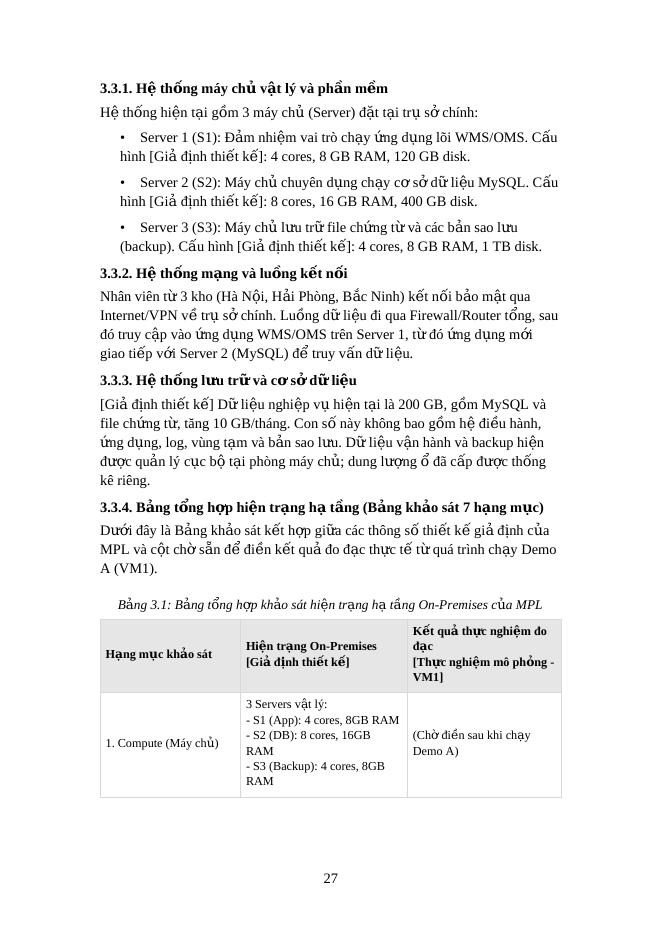 3.3.1. Hệ thống máy chủ vật lý và phần mềm
Hệ thống hiện tại gồm 3 máy chủ (Server) đặt tại trụ sở chính:
• Server 1 (S1): Đảm nhiệm vai trò chạy ứng dụng lõi WMS/OMS. Cấu
hình [Giả định thiết kế]: 4 cores, 8 GB RAM, 120 GB disk.
• Server 2 (S2): Máy chủ chuyên dụng chạy cơ sở dữ liệu MySQL. Cấu
hình [Giả định thiết kế]: 8 cores, 16 GB RAM, 400 GB disk.
• Server 3 (S3): Máy chủ lưu trữ file chứng từ và các bản sao lưu
(backup). Cấu hình [Giả định thiết kế]: 4 cores, 8 GB RAM, 1 TB disk.
3.3.2. Hệ thống mạng và luồng kết nối
Nhân viên từ 3 kho (Hà Nội, Hải Phòng, Bắc Ninh) kết nối bảo mật qua
Internet/VPN về trụ sở chính. Luồng dữ liệu đi qua Firewall/Router tổng, sau
đó truy cập vào ứng dụng WMS/OMS trên Server 1, từ đó ứng dụng mới
giao tiếp với Server 2 (MySQL) để truy vấn dữ liệu.
3.3.3. Hệ thống lưu trữ và cơ sở dữ liệu
[Giả định thiết kế] Dữ liệu nghiệp vụ hiện tại là 200 GB, gồm MySQL và
file chứng từ, tăng 10 GB/tháng. Con số này không bao gồm hệ điều hành,
ứng dụng, log, vùng tạm và bản sao lưu. Dữ liệu vận hành và backup hiện
được quản lý cục bộ tại phòng máy chủ; dung lượng ổ đã cấp được thống
kê riêng.
3.3.4. Bảng tổng hợp hiện trạng hạ tầng (Bảng khảo sát 7 hạng mục)
Dưới đây là Bảng khảo sát kết hợp giữa các thông số thiết kế giả định của
MPL và cột chờ sẵn để điền kết quả đo đạc thực tế từ quá trình chạy Demo
A (VM1).
Bảng 3.1: Bảng tổng hợp khảo sát hiện trạng hạ tầng On-Premises của MPL
Hạng mục khảo sát
Hiện trạng On-Premises
[Giả định thiết kế]
Kết quả thực nghiệm đo
đạc
[Thực nghiệm mô phỏng -
VM1]
1. Compute (Máy chủ)
3 Servers vật lý:
- S1 (App): 4 cores, 8GB RAM
- S2 (DB): 8 cores, 16GB
RAM
- S3 (Backup): 4 cores, 8GB
RAM
(Chờ điền sau khi chạy
Demo A)
27